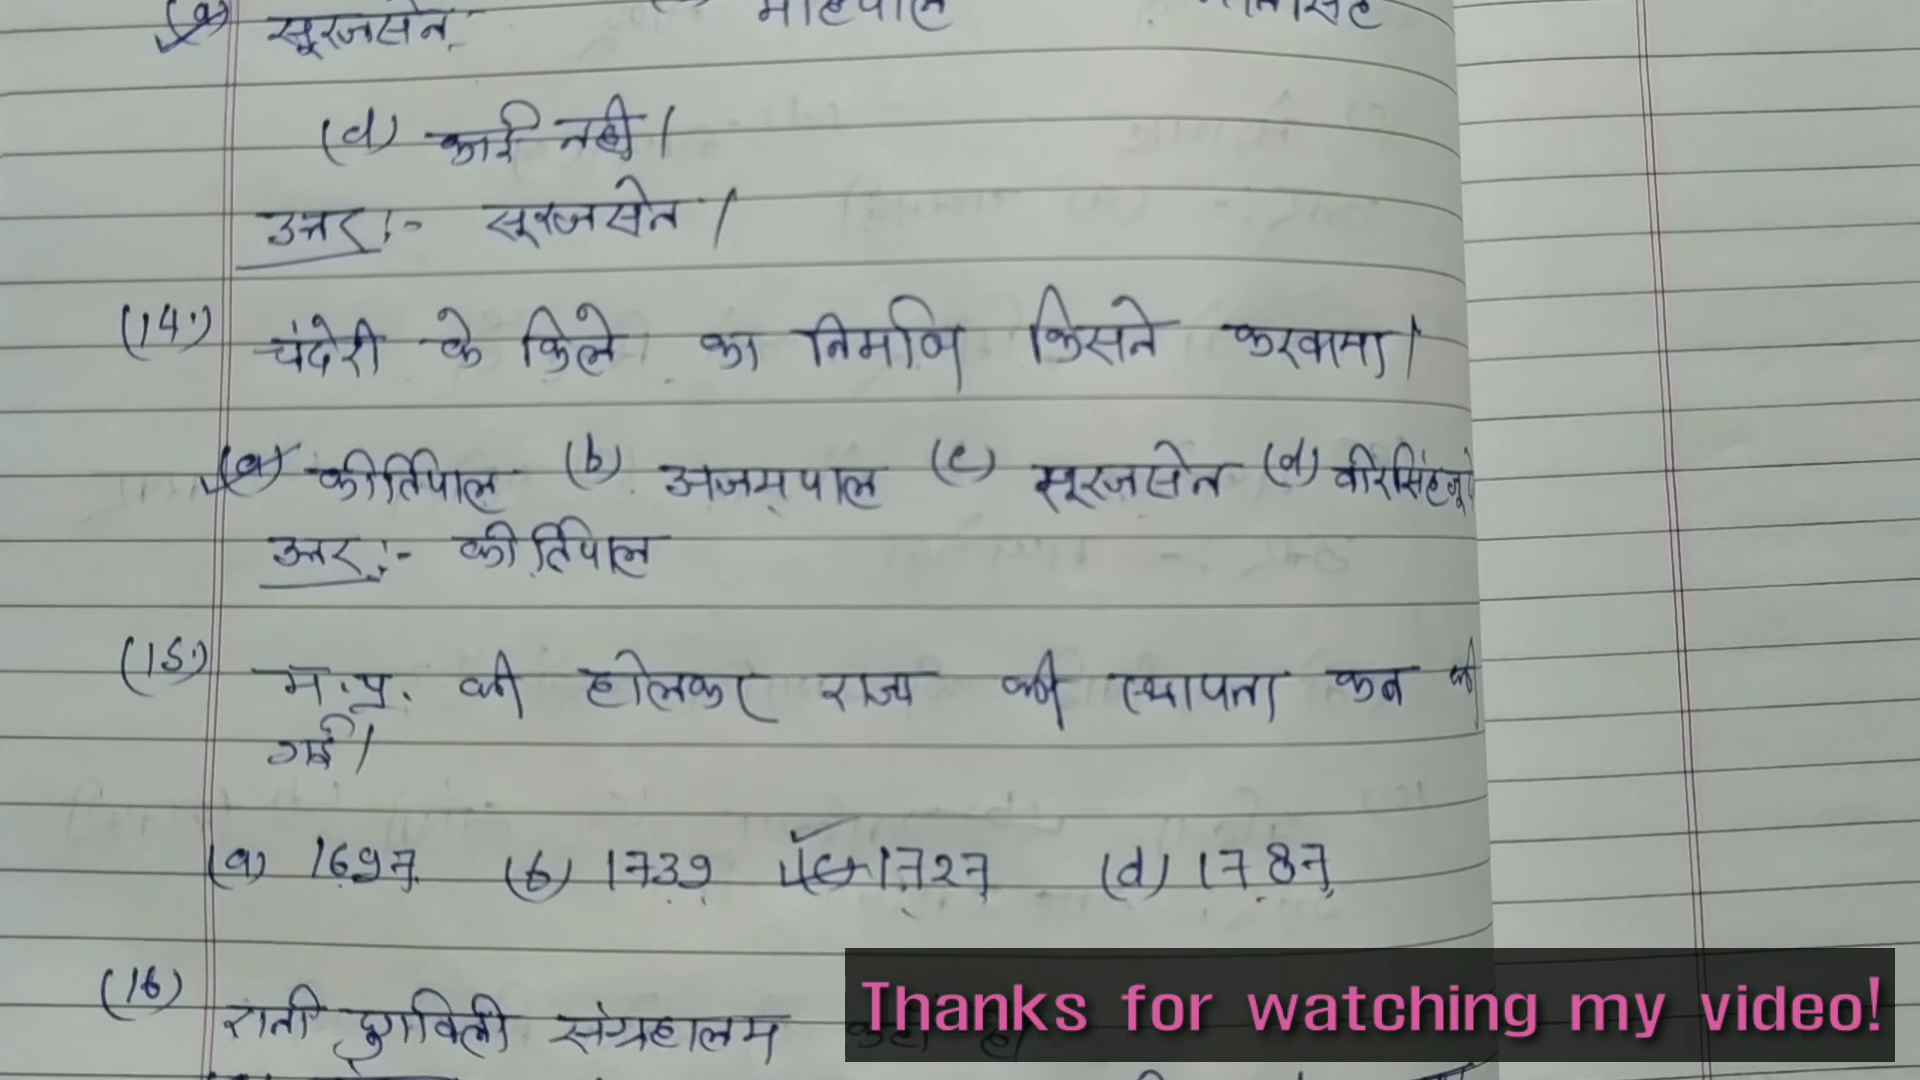 (a) सूरजसेन
(d) कोई नही।
उत्तर :- सूरजसेन।
(14.) चंदेरी के किले का निर्माण किसने करवाया।
(a) कीर्तिपाल (b) अजयपाल (c) सूरजसेन (d) वीरसिंहजू
उत्तर :- कीर्तिपाल
(15.) म.प्र. की होलकर राज्य की स्थापना कब की
गई।
(a) 1697 (b) 1739 (c) 1727 (d) 1787
(16) रानी दुर्गावती संग्रहालय
Thanks for watching my video!